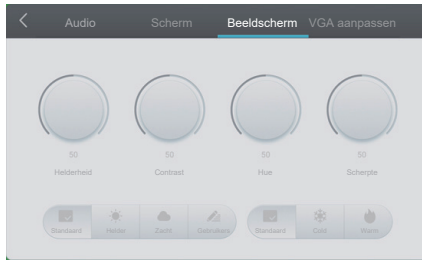 Audio Scherm Beeldscherm VGA aanpassen
50 50 50 50
Helderheid Contrast Hue Scherpte
Standaard Helder Zacht Gebruikers Standaard Cold Warm